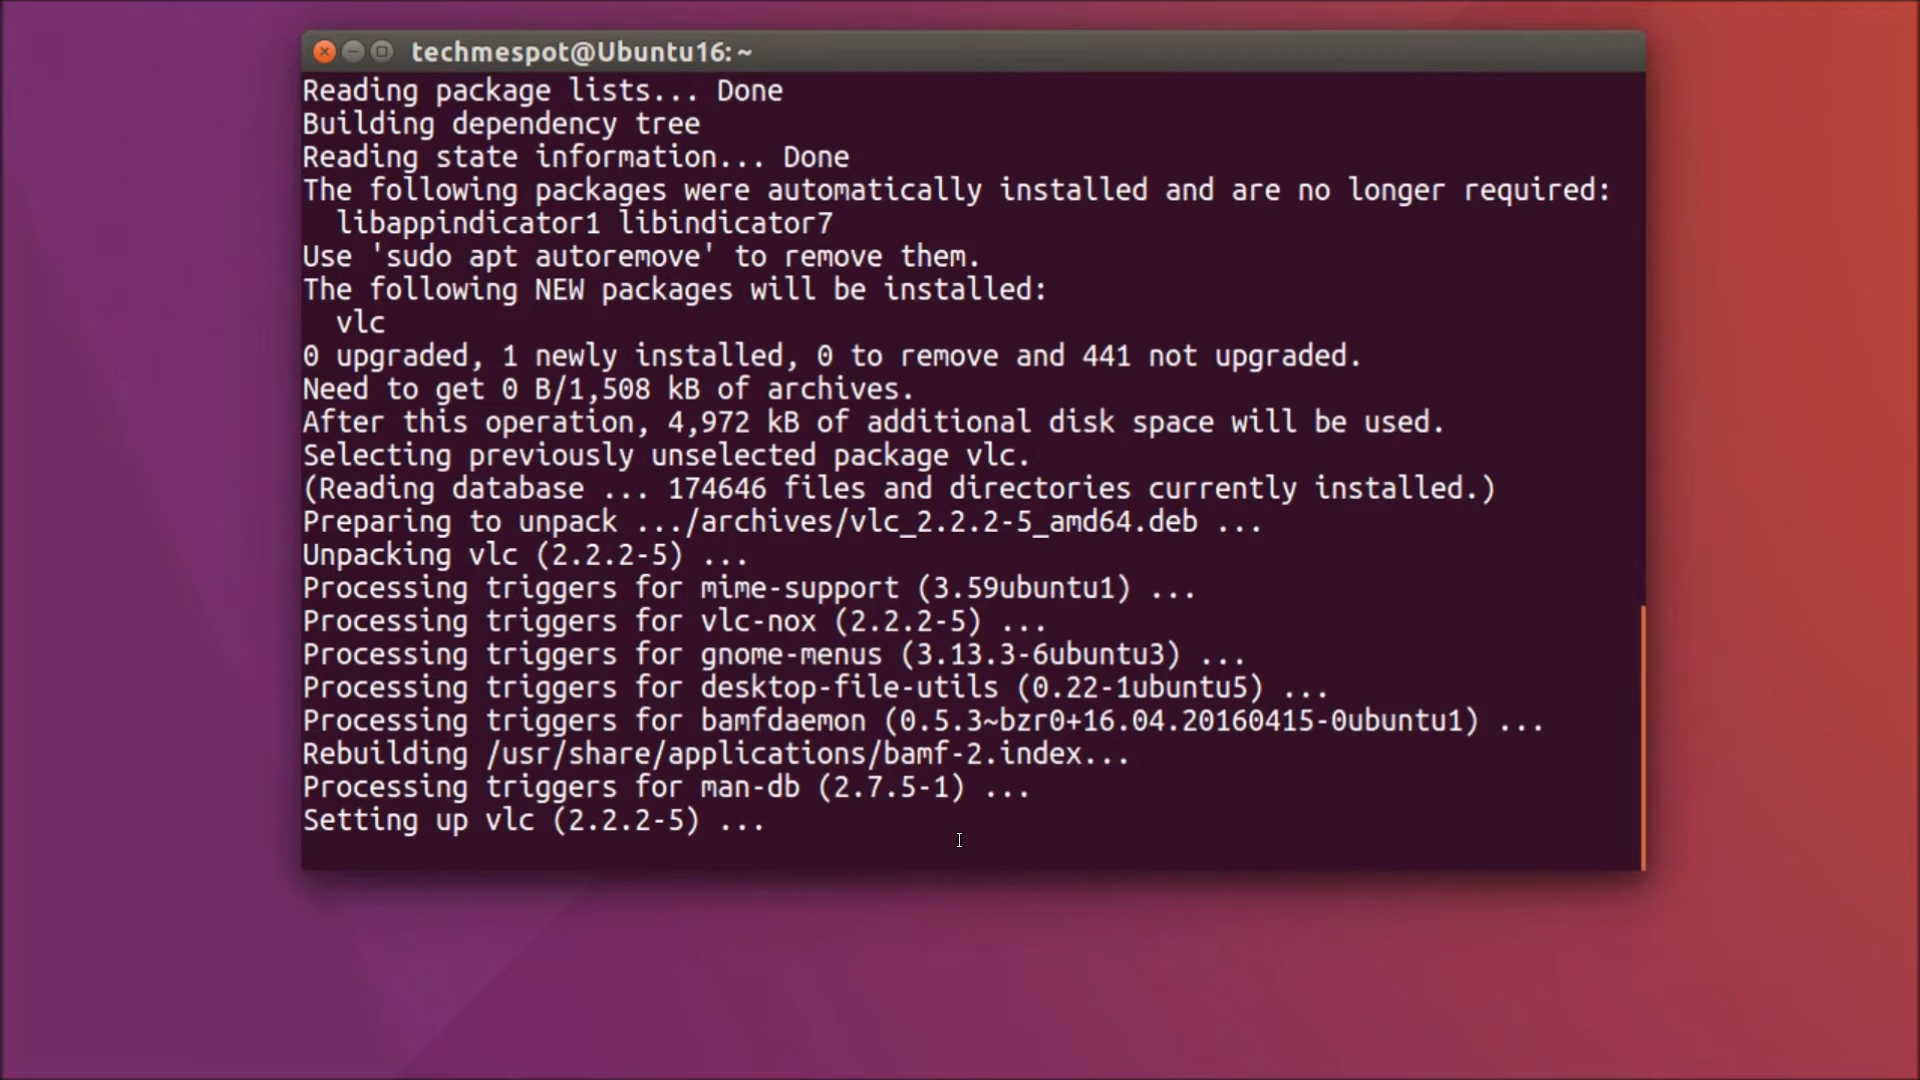 techmespot@Ubuntu16: ~
Reading package lists... Done
Building dependency tree
Reading state information... Done
The following packages were automatically installed and are no longer required:
  libappindicator1 libindicator7
Use 'sudo apt autoremove' to remove them.
The following NEW packages will be installed:
  vlc
0 upgraded, 1 newly installed, 0 to remove and 441 not upgraded.
Need to get 0 B/1,508 kB of archives.
After this operation, 4,972 kB of additional disk space will be used.
Selecting previously unselected package vlc.
(Reading database ... 174646 files and directories currently installed.)
Preparing to unpack .../archives/vlc_2.2.2-5_amd64.deb ...
Unpacking vlc (2.2.2-5) ...
Processing triggers for mime-support (3.59ubuntu1) ...
Processing triggers for vlc-nox (2.2.2-5) ...
Processing triggers for gnome-menus (3.13.3-6ubuntu3) ...
Processing triggers for desktop-file-utils (0.22-1ubuntu5) ...
Processing triggers for bamfdaemon (0.5.3~bzr0+16.04.20160415-0ubuntu1) ...
Rebuilding /usr/share/applications/bamf-2.index...
Processing triggers for man-db (2.7.5-1) ...
Setting up vlc (2.2.2-5) ...